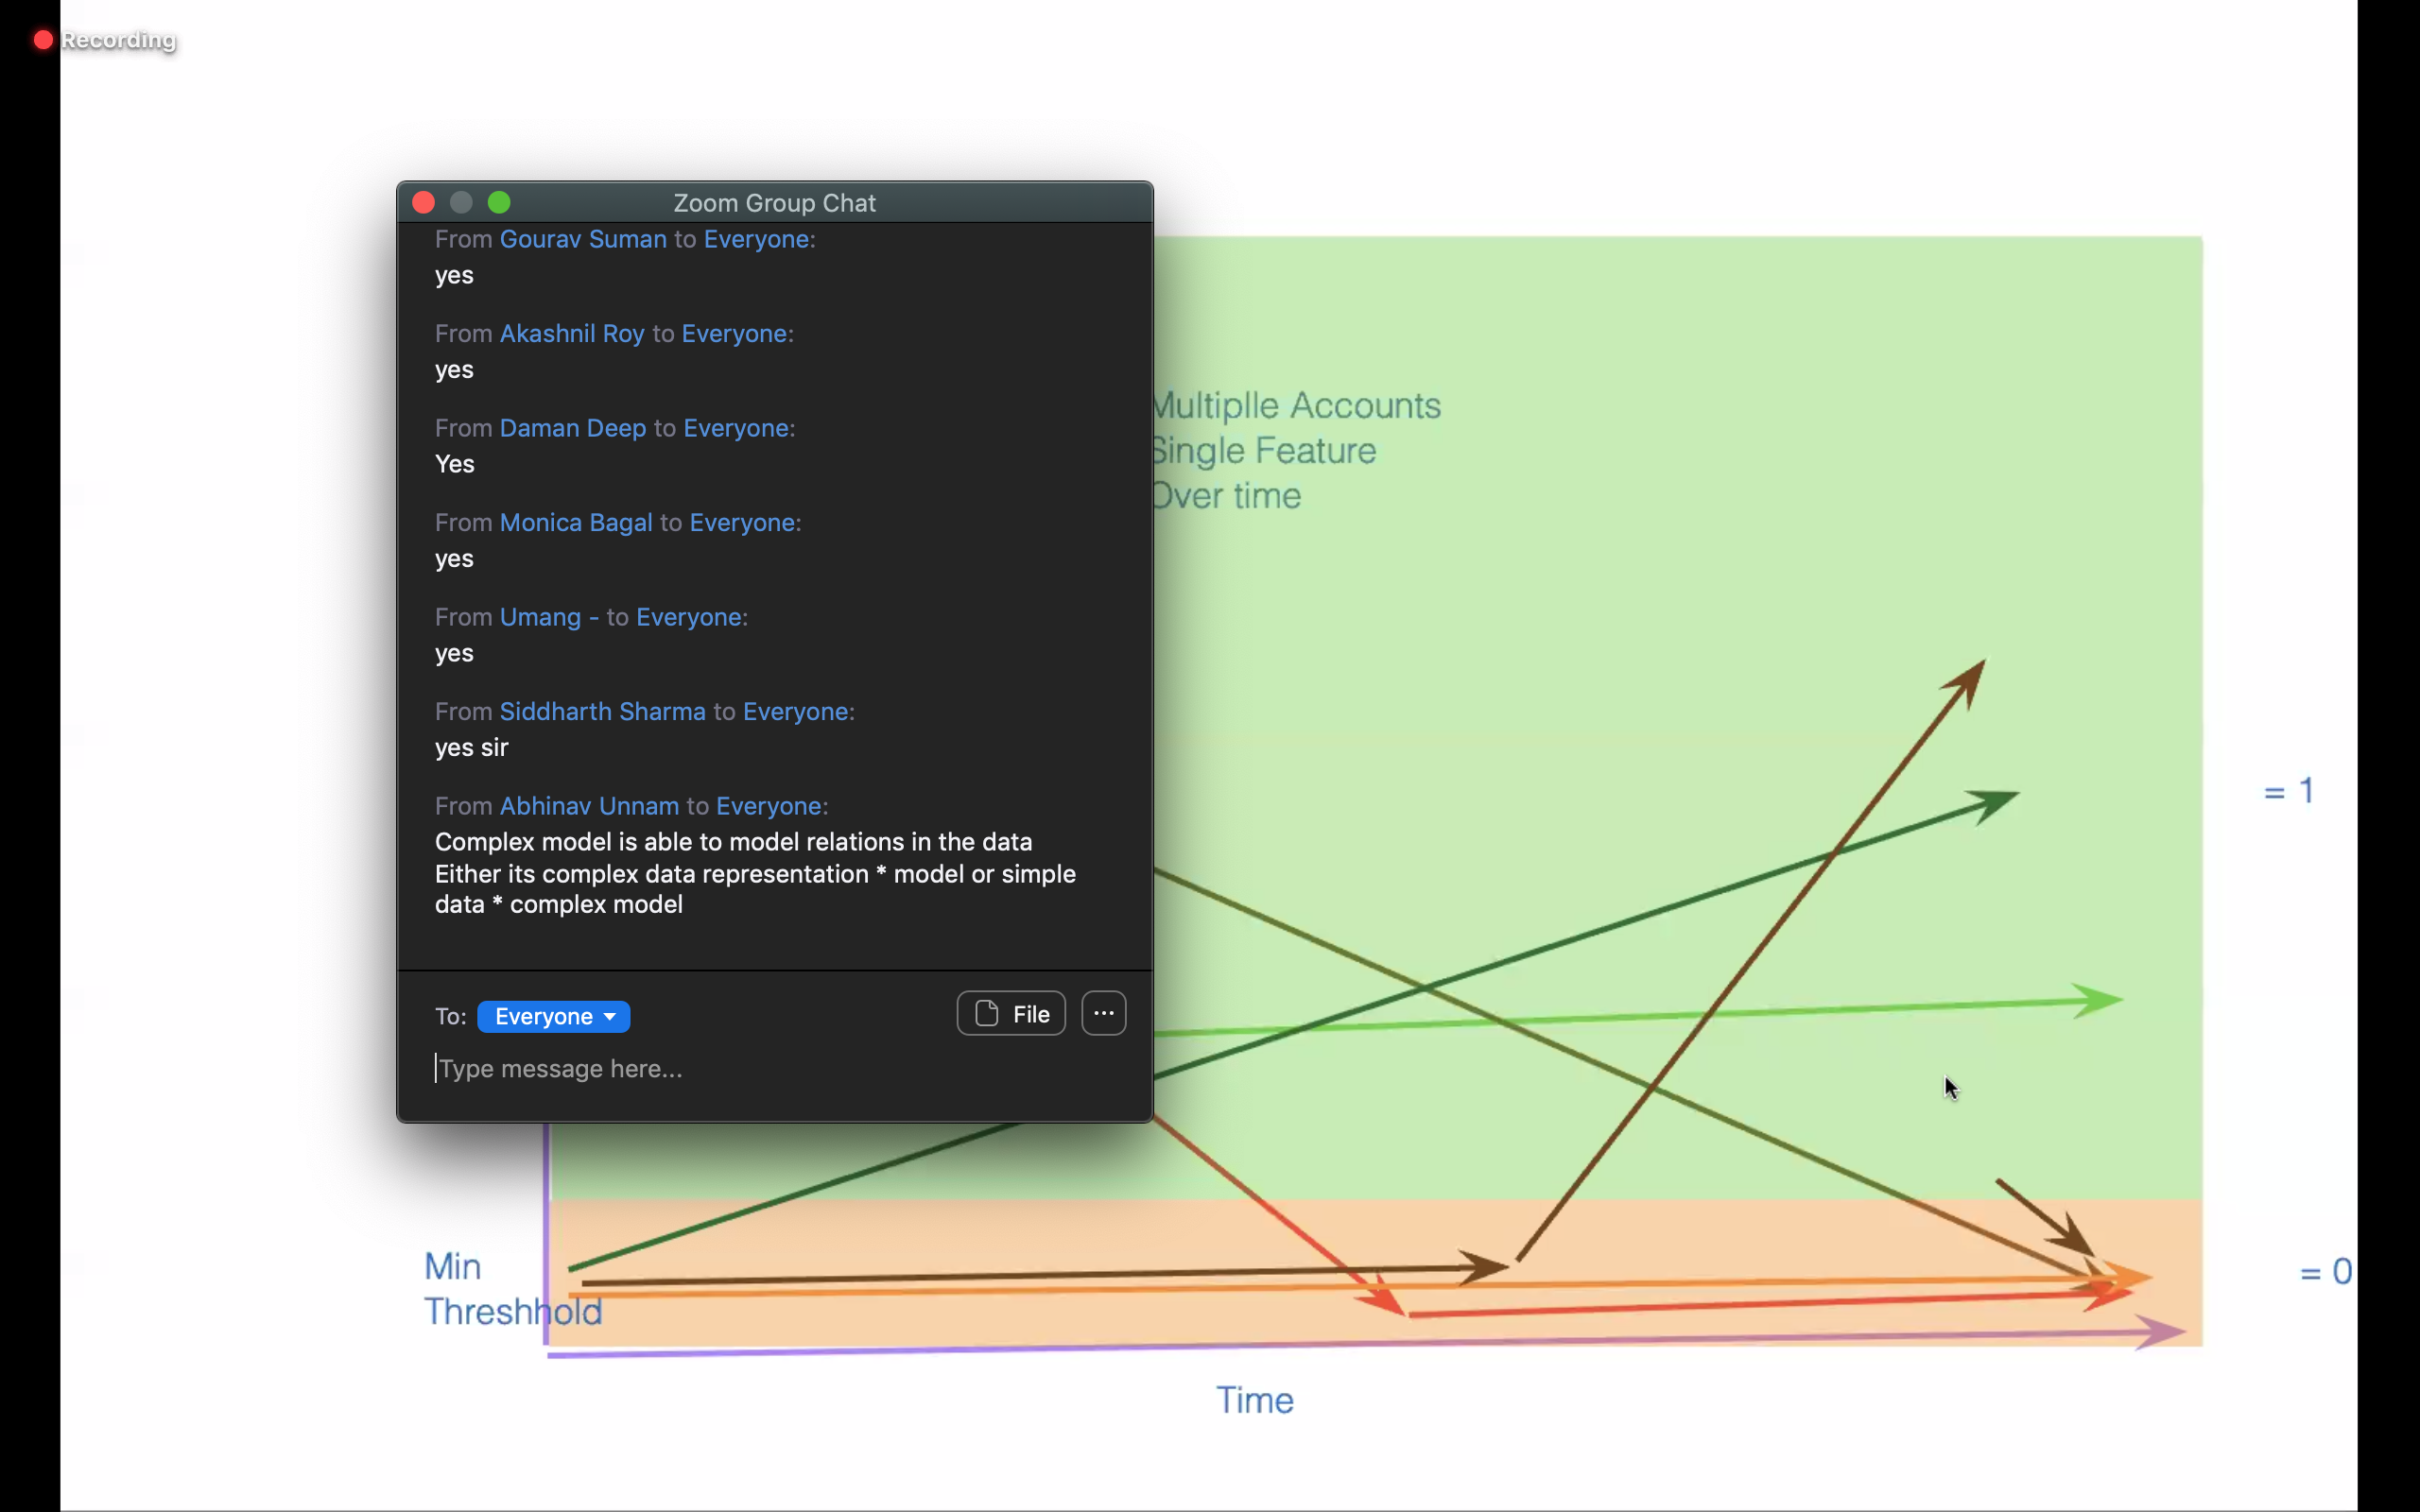 Recording
Zoom Group Chat
From Gourav Suman to Everyone:
yes
From Akashnil Roy to Everyone:
yes
From Daman Deep to Everyone:
Yes
From Monica Bagal to Everyone:
yes
From Umang - to Everyone:
yes
From Siddharth Sharma to Everyone:
yes sir
From Abhinav Unnam to Everyone:
Complex model is able to model relations in the data
Either its complex data representation * model or simple
data * complex model
To: Everyone
File
Type message here...
Multiplle Accounts
Single Feature
Over time
= 1
Min
Threshhold
= 0
Time